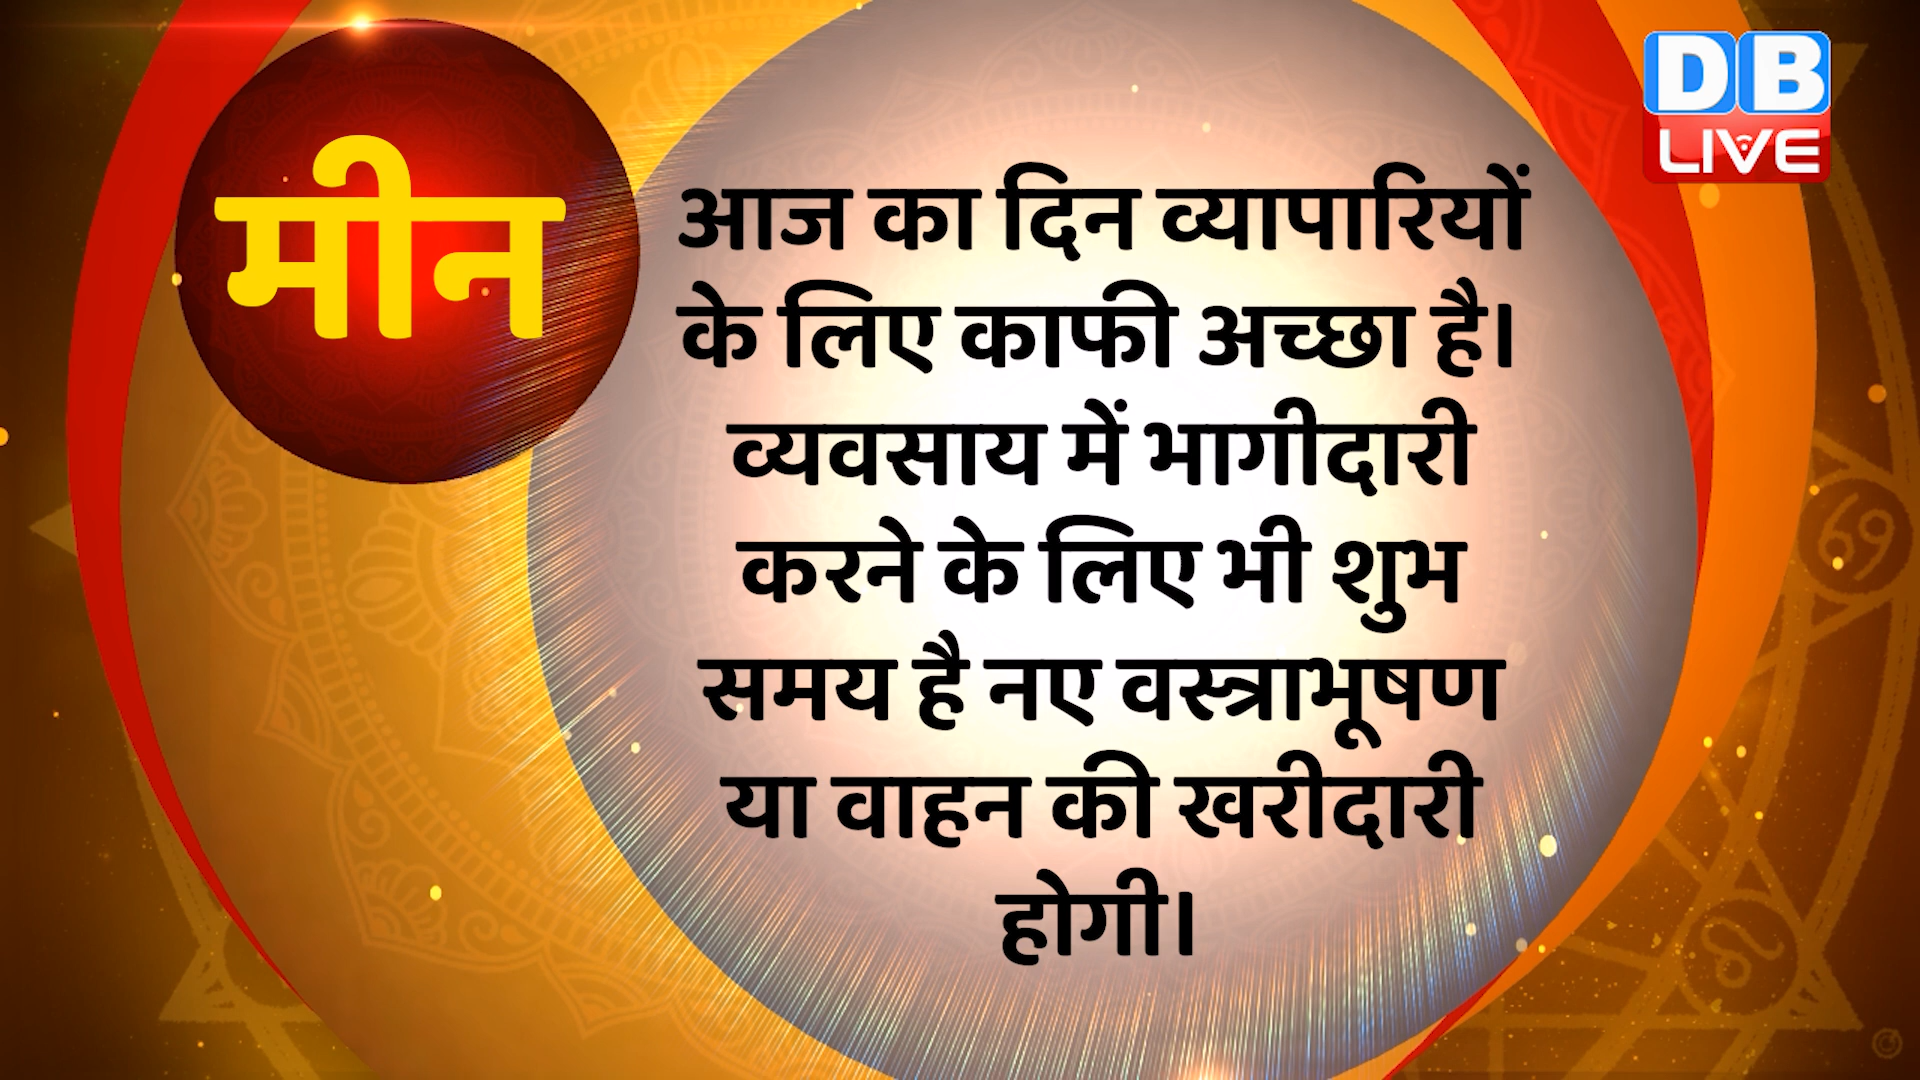 मीन
DB
LIVE
आज का दिन व्यापारियों
के लिए काफी अच्छा है।
व्यवसाय में भागीदारी
करने के लिए भी शुभ
समय है नए वस्त्राभूषण
या वाहन की खरीदारी
होगी।